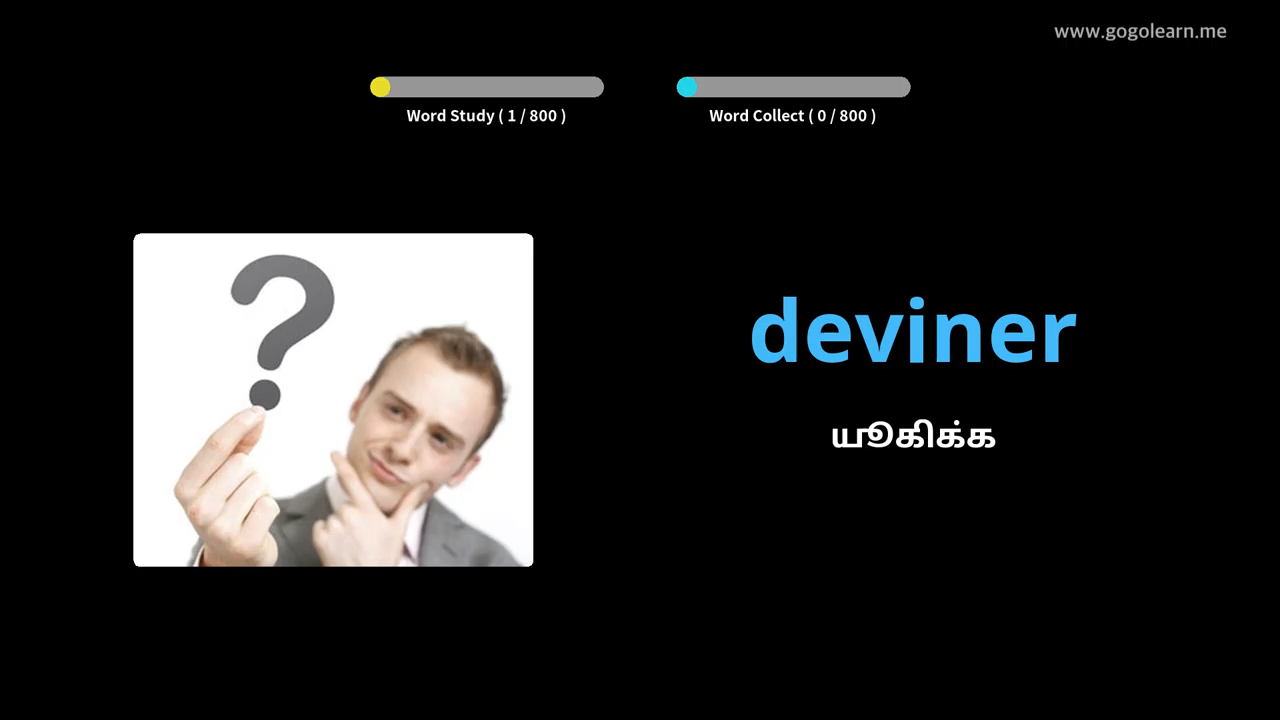 www.gogolearn.me
Word Study ( 1 / 800 )
Word Collect ( 0 / 800 )
?
deviner
யூகிக்க